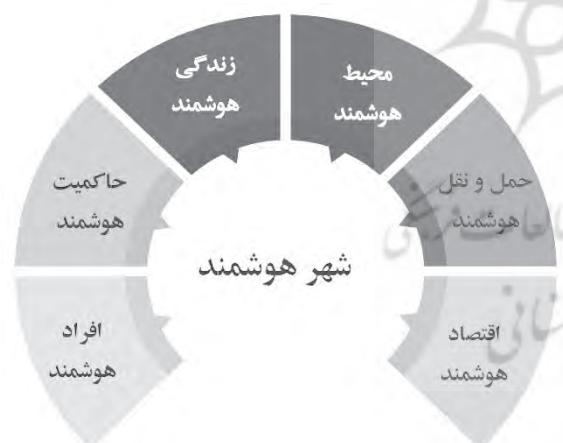 محیط
هوشمند
زندگی
هوشمند
حمل و نقل
هوشمند
حاکمیت
هوشمند
شهر هوشمند
اقتصاد
هوشمند
افراد
هوشمند